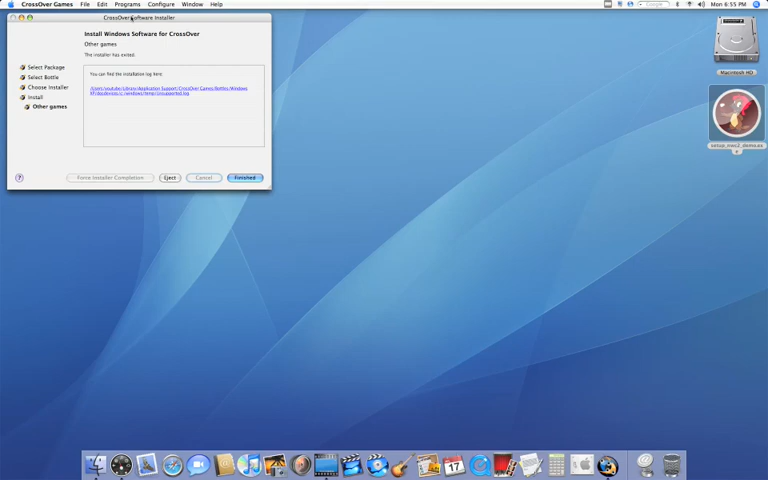 CrossOver Games File Edit Programs Configure Window Help
Mon 6:55 PM
CrossOver Software Installer
Install Windows Software for CrossOver
Other games
The installer has exited.
Select Package
Select Bottle
Choose Installer
Install
Other games
You can find the installation log here:
Force Installer Completion
Eject
Cancel
Finished
Macintosh HD
17